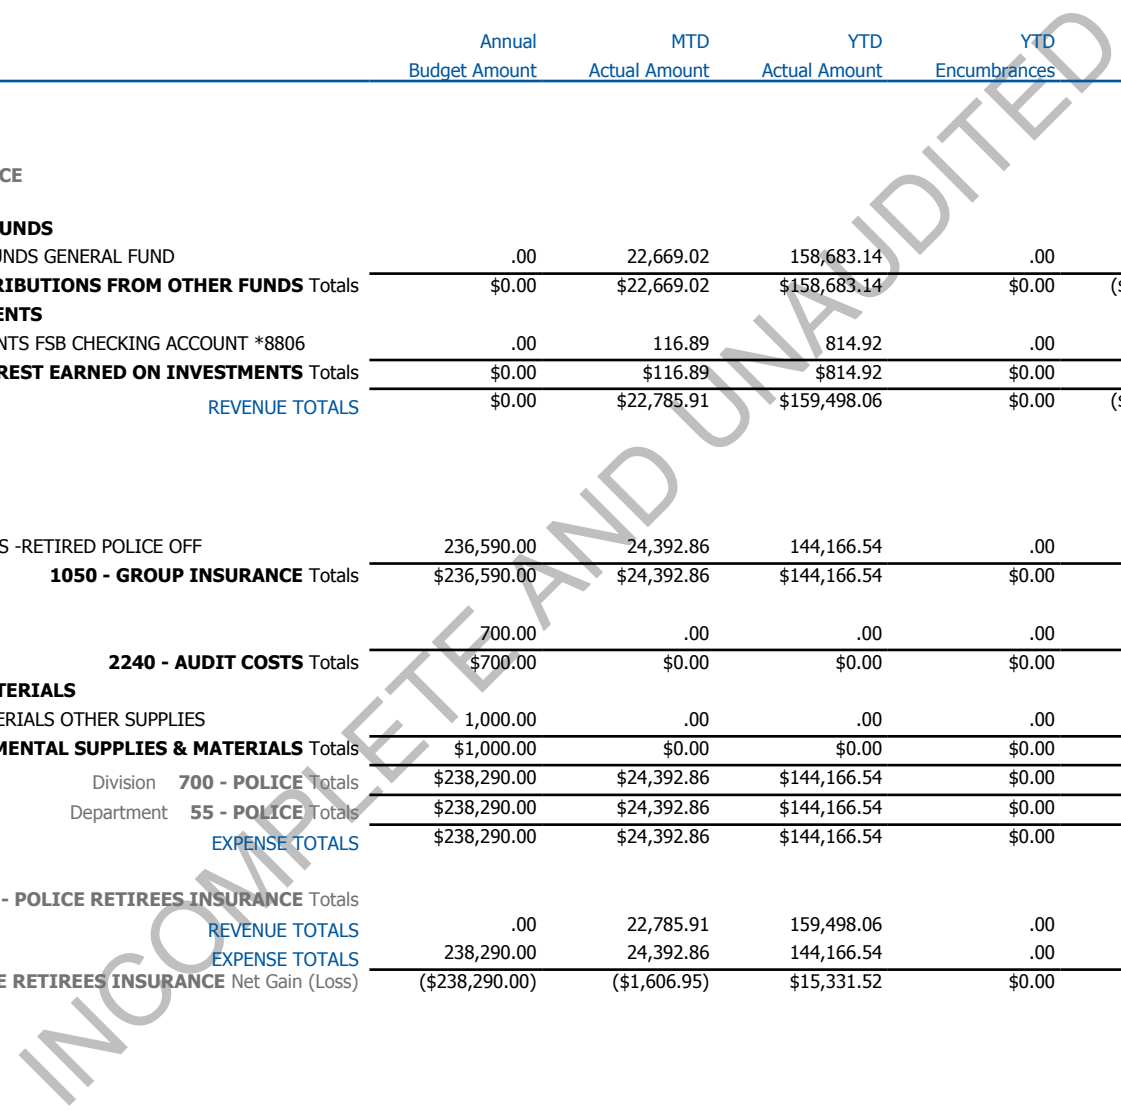 Annual MTD YTD YTD
Budget Amount Actual Amount Actual Amount Encumbrances
CE
UNDS
UNDS GENERAL FUND .00 22,669.02 158,683.14 .00
RIBUTIONS FROM OTHER FUNDS Totals $0.00 $22,669.02 $158,683.14 $0.00 ($
ENTS
NTS FSB CHECKING ACCOUNT *8806 .00 116.89 814.92 .00
REST EARNED ON INVESTMENTS Totals $0.00 $116.89 $814.92 $0.00
REVENUE TOTALS $0.00 $22,785.91 $159,498.06 $0.00 ($
S -RETIRED POLICE OFF 236,590.00 24,392.86 144,166.54 .00
1050 - GROUP INSURANCE Totals $236,590.00 $24,392.86 $144,166.54 $0.00
700.00 .00 .00 .00
2240 - AUDIT COSTS Totals $700.00 $0.00 $0.00 $0.00
TERIALS
ERIALS OTHER SUPPLIES 1,000.00 .00 .00 .00
MENTAL SUPPLIES & MATERIALS Totals $1,000.00 $0.00 $0.00 $0.00
Division 700 - POLICE Totals $238,290.00 $24,392.86 $144,166.54 $0.00
Department 55 - POLICE Totals $238,290.00 $24,392.86 $144,166.54 $0.00
EXPENSE TOTALS $238,290.00 $24,392.86 $144,166.54 $0.00
- POLICE RETIREES INSURANCE Totals
REVENUE TOTALS .00 22,785.91 159,498.06 .00
EXPENSE TOTALS 238,290.00 24,392.86 144,166.54 .00
E RETIREES INSURANCE Net Gain (Loss) ($238,290.00) ($1,606.95) $15,331.52 $0.00
INCOMPLETE AND UNAUDITED